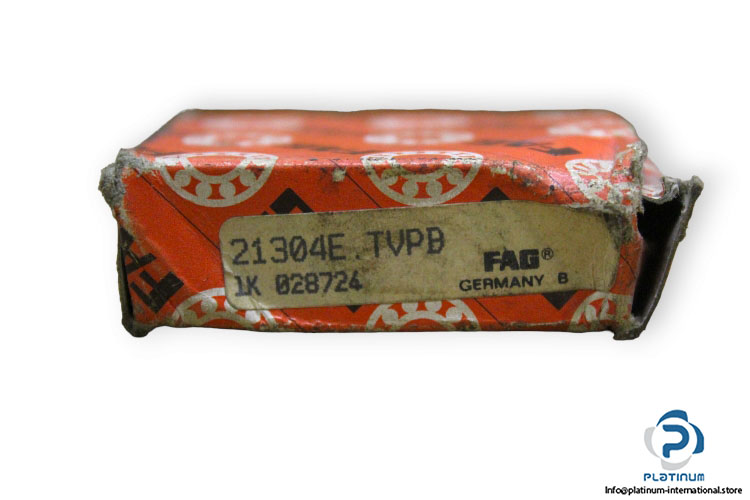 21304E.TVPB
1K 028724
FAG®
GERMANY B
PLATINUM
Info@platinum-international.store